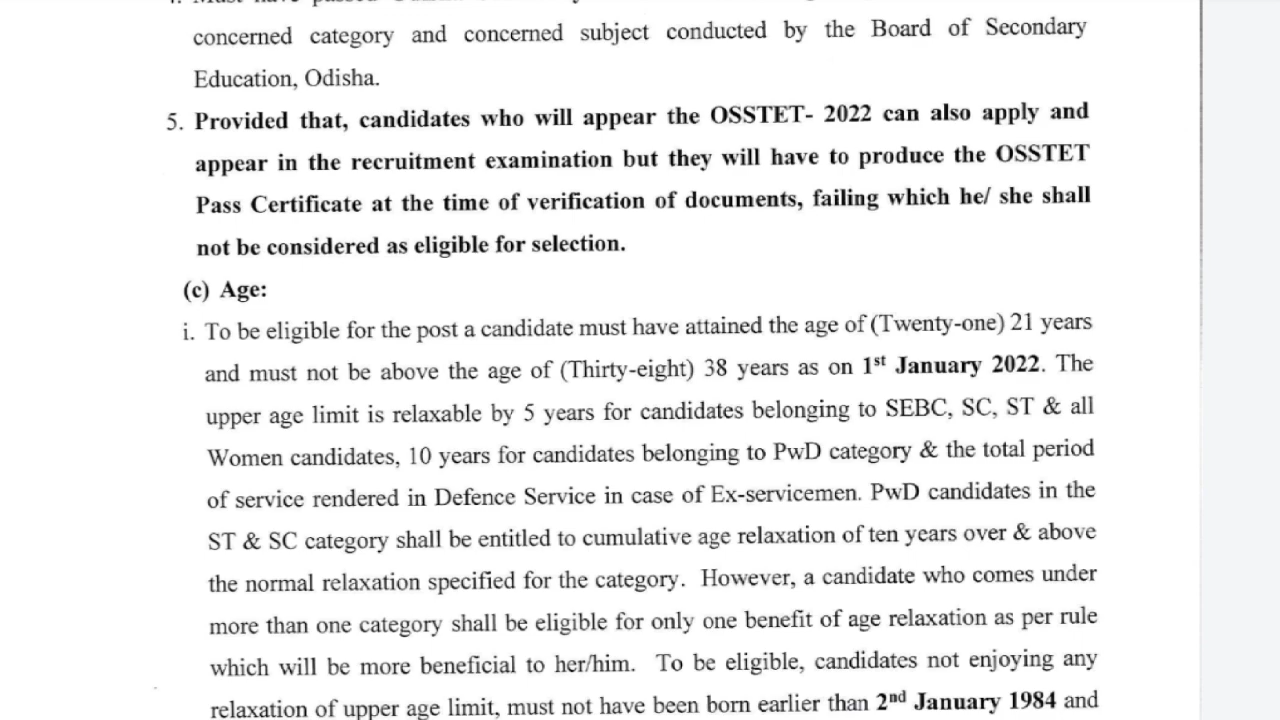 concerned category and concerned subject conducted by the Board of Secondary
Education, Odisha.
5. Provided that, candidates who will appear the OSSTET- 2022 can also apply and
appear in the recruitment examination but they will have to produce the OSSTET
Pass Certificate at the time of verification of documents, failing which he/ she shall
not be considered as eligible for selection.
(c) Age:
i. To be eligible for the post a candidate must have attained the age of (Twenty-one) 21 years
and must not be above the age of (Thirty-eight) 38 years as on 1st January 2022. The
upper age limit is relaxable by 5 years for candidates belonging to SEBC, SC, ST & all
Women candidates, 10 years for candidates belonging to PwD category & the total period
of service rendered in Defence Service in case of Ex-servicemen. PwD candidates in the
ST & SC category shall be entitled to cumulative age relaxation of ten years over & above
the normal relaxation specified for the category. However, a candidate who comes under
more than one category shall be eligible for only one benefit of age relaxation as per rule
which will be more beneficial to her/him. To be eligible, candidates not enjoying any
relaxation of upper age limit, must not have been born earlier than 2nd January 1984 and